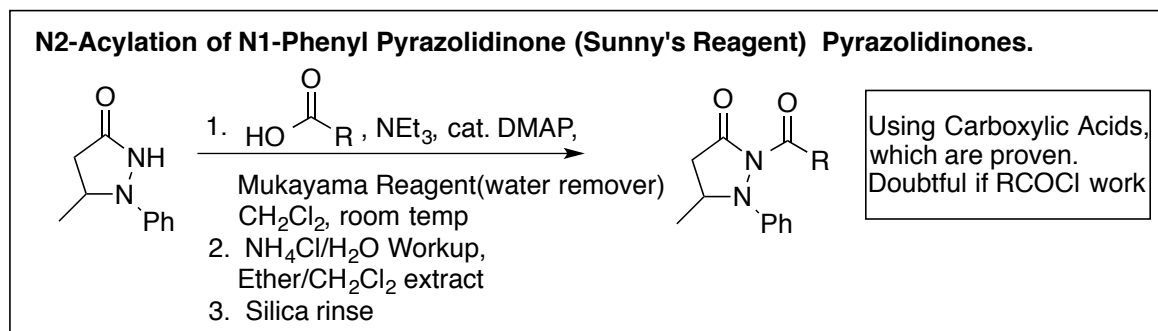 N2-Acylation of N1-Phenyl Pyrazolidinone (Sunny's Reagent) Pyrazolidinones.
O
NH
N
Ph
1.
O
HO
R
, NEt3, cat. DMAP,
Mukayama Reagent(water remover)
CH2Cl2, room temp
2. NH4Cl/H2O Workup,
Ether/CH2Cl2 extract
3. Silica rinse
O
O
N
R
N
Ph
Using Carboxylic Acids,
which are proven.
Doubtful if RCOCl work